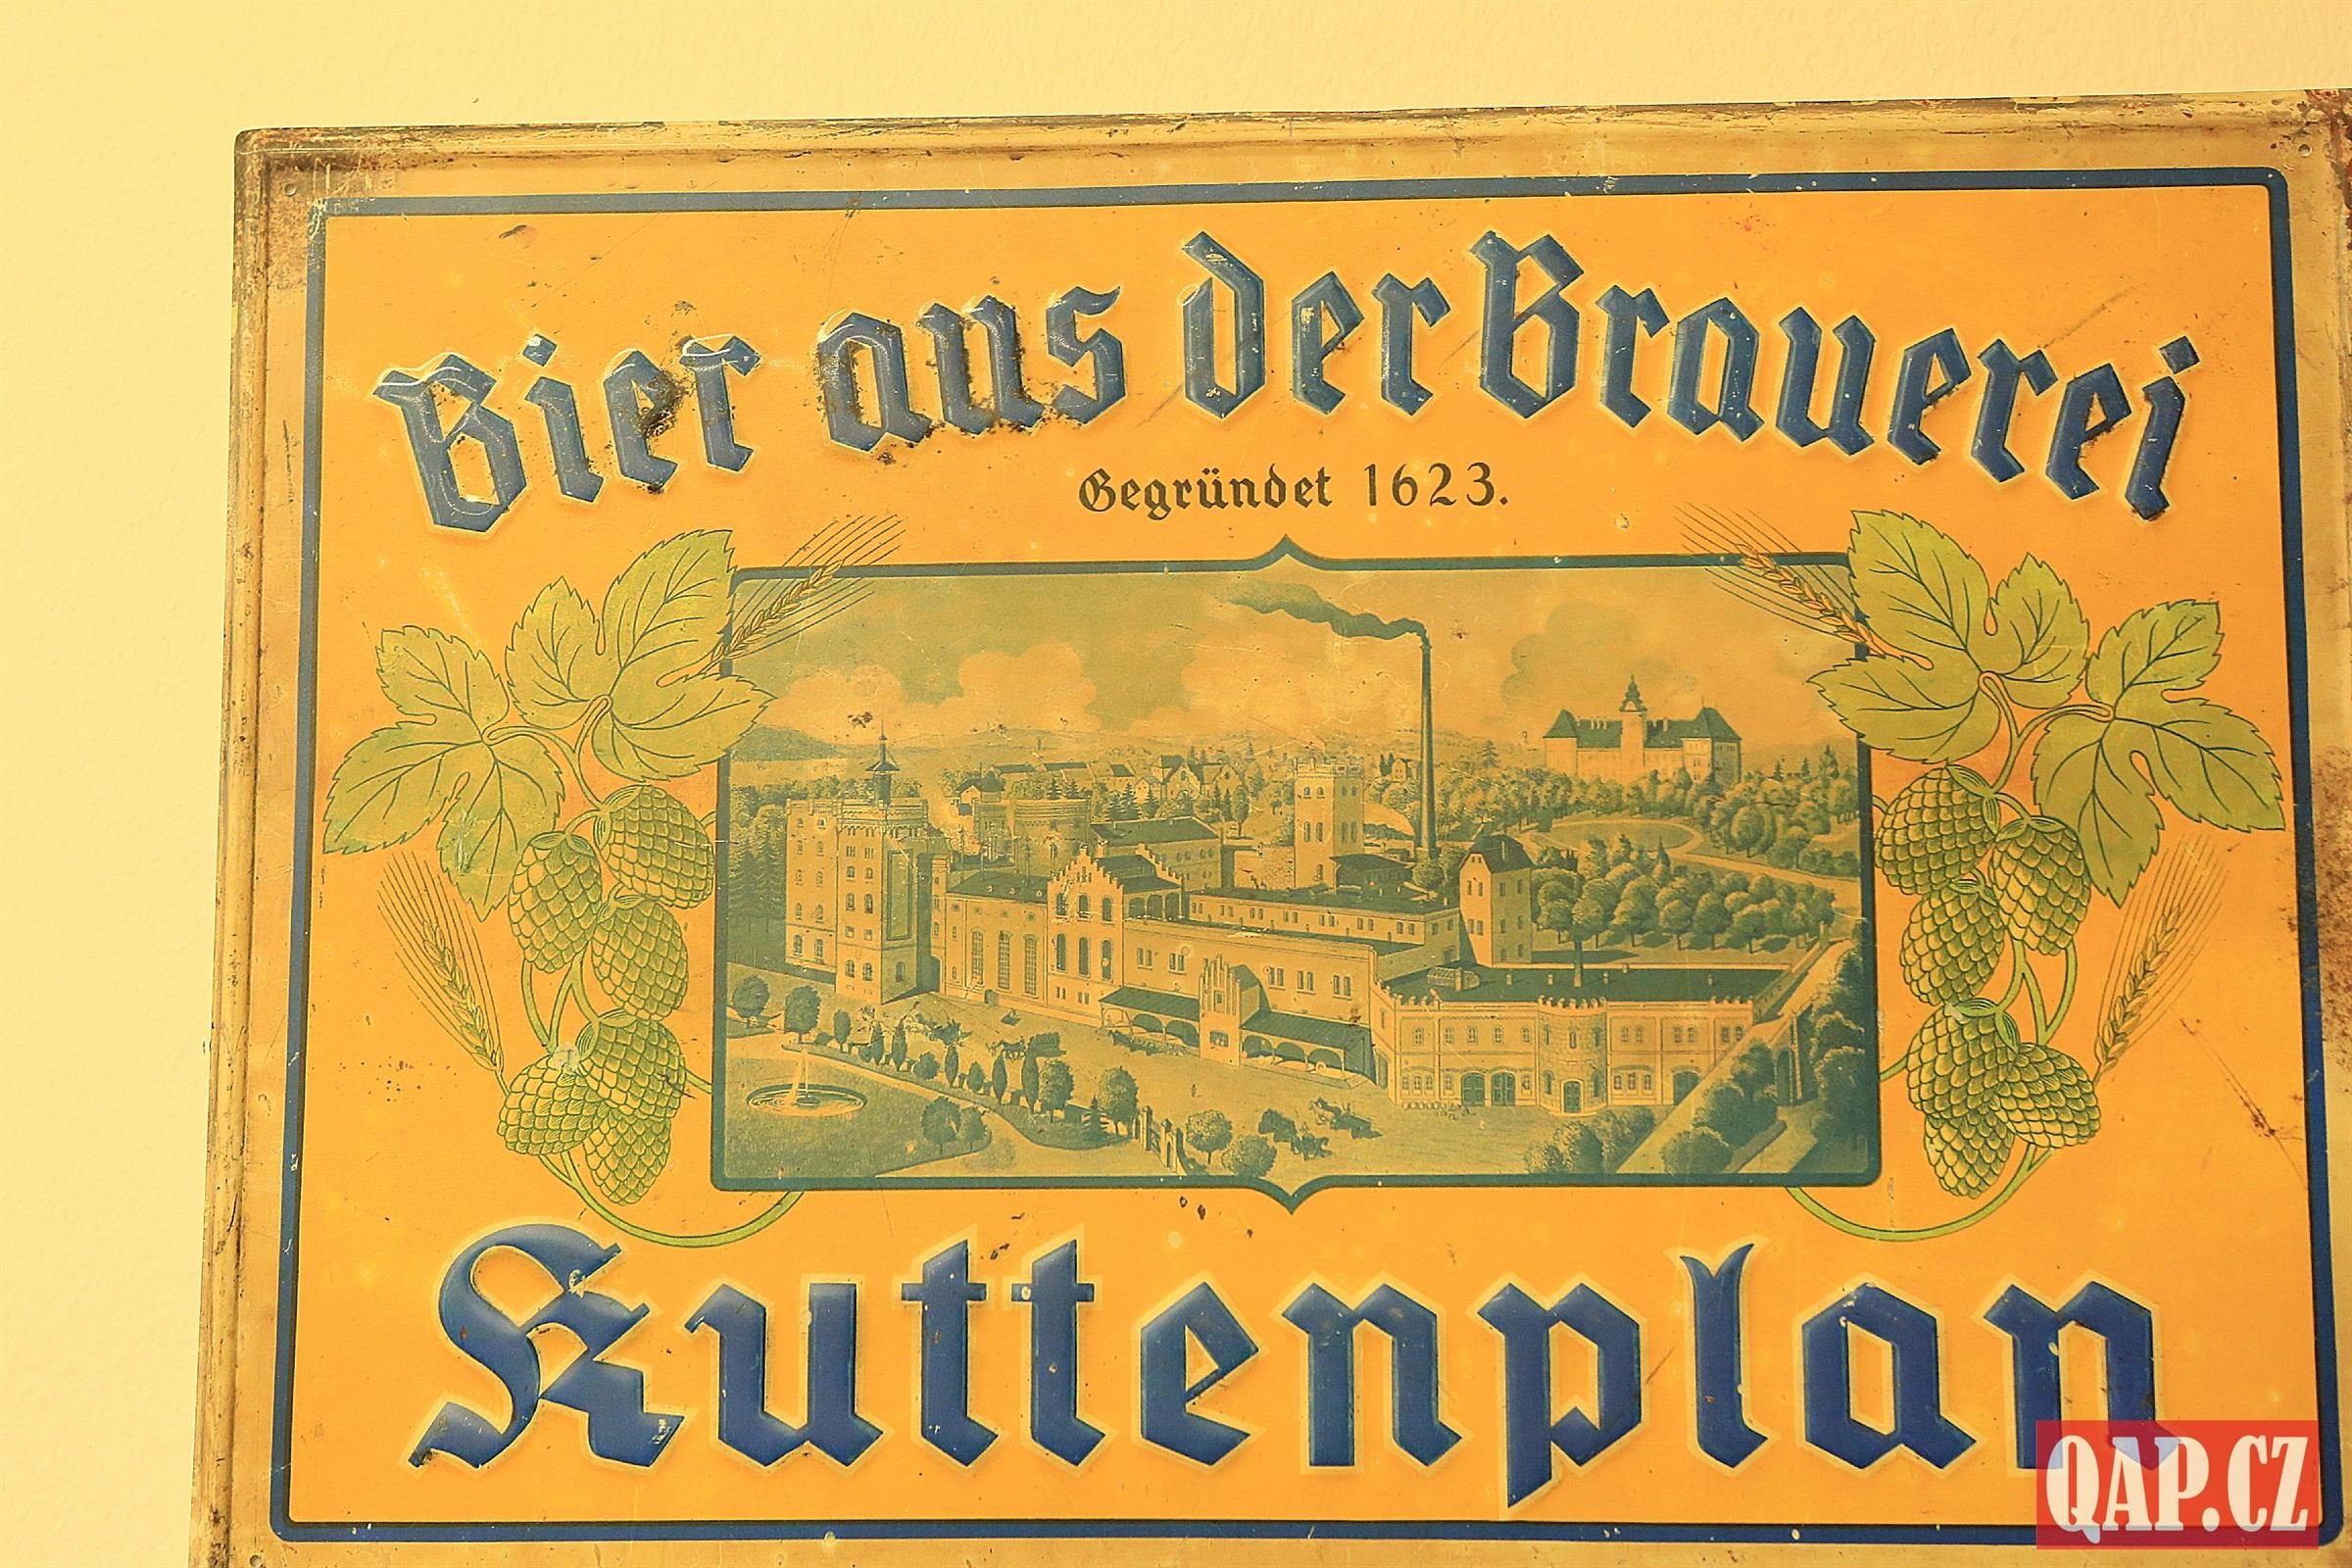 Bier aus der Brauerei
Gegründet 1623.
Kuttenplan
QAP.CZ